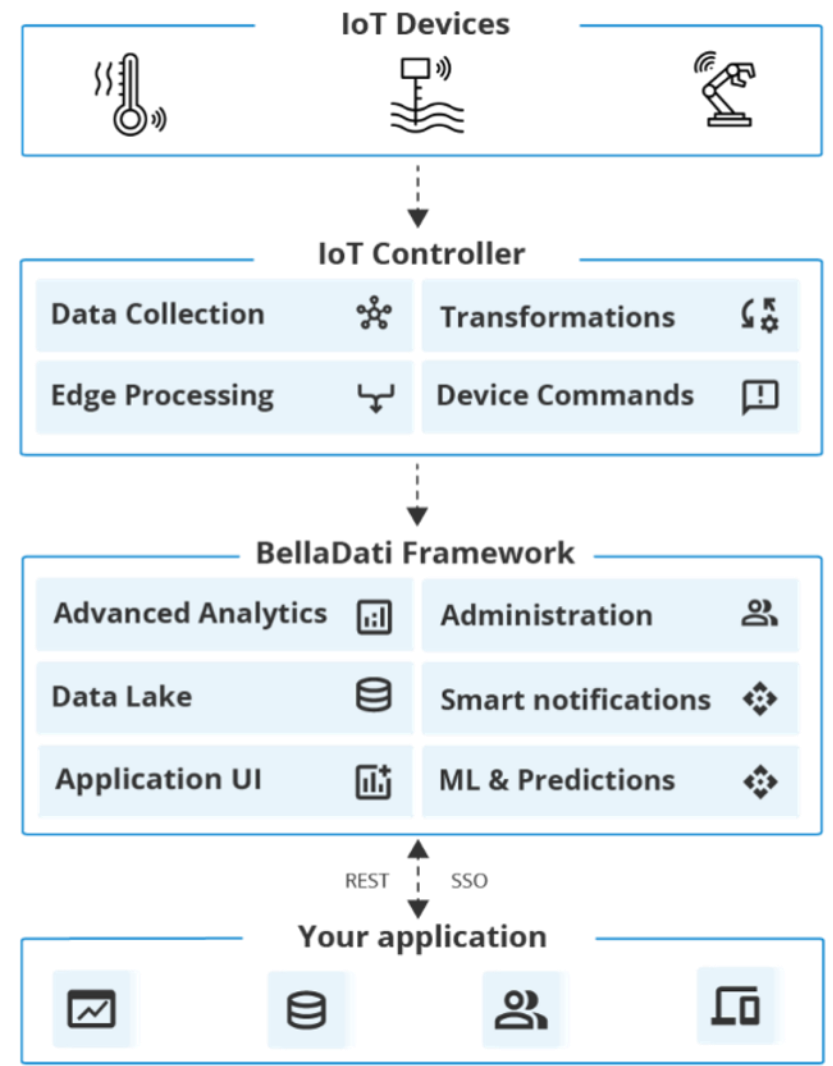 IoT Devices
IoT Controller
Data Collection
Transformations
Edge Processing
Device Commands
BellaDati Framework
Advanced Analytics
Administration
Data Lake
Smart notifications
Application UI
ML & Predictions
REST
SSO
Your application